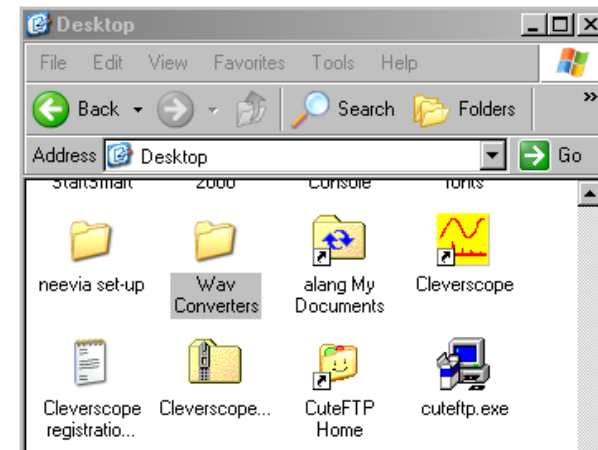 Desktop
File Edit View Favorites Tools Help
Back Search Folders »
Address Desktop Go
StartSmart 2000 Console fonts
neevia set-up Wav Converters alang My Documents Cleverscope
Cleverscope registratio... Cleverscope... CuteFTP Home cuteftp.exe